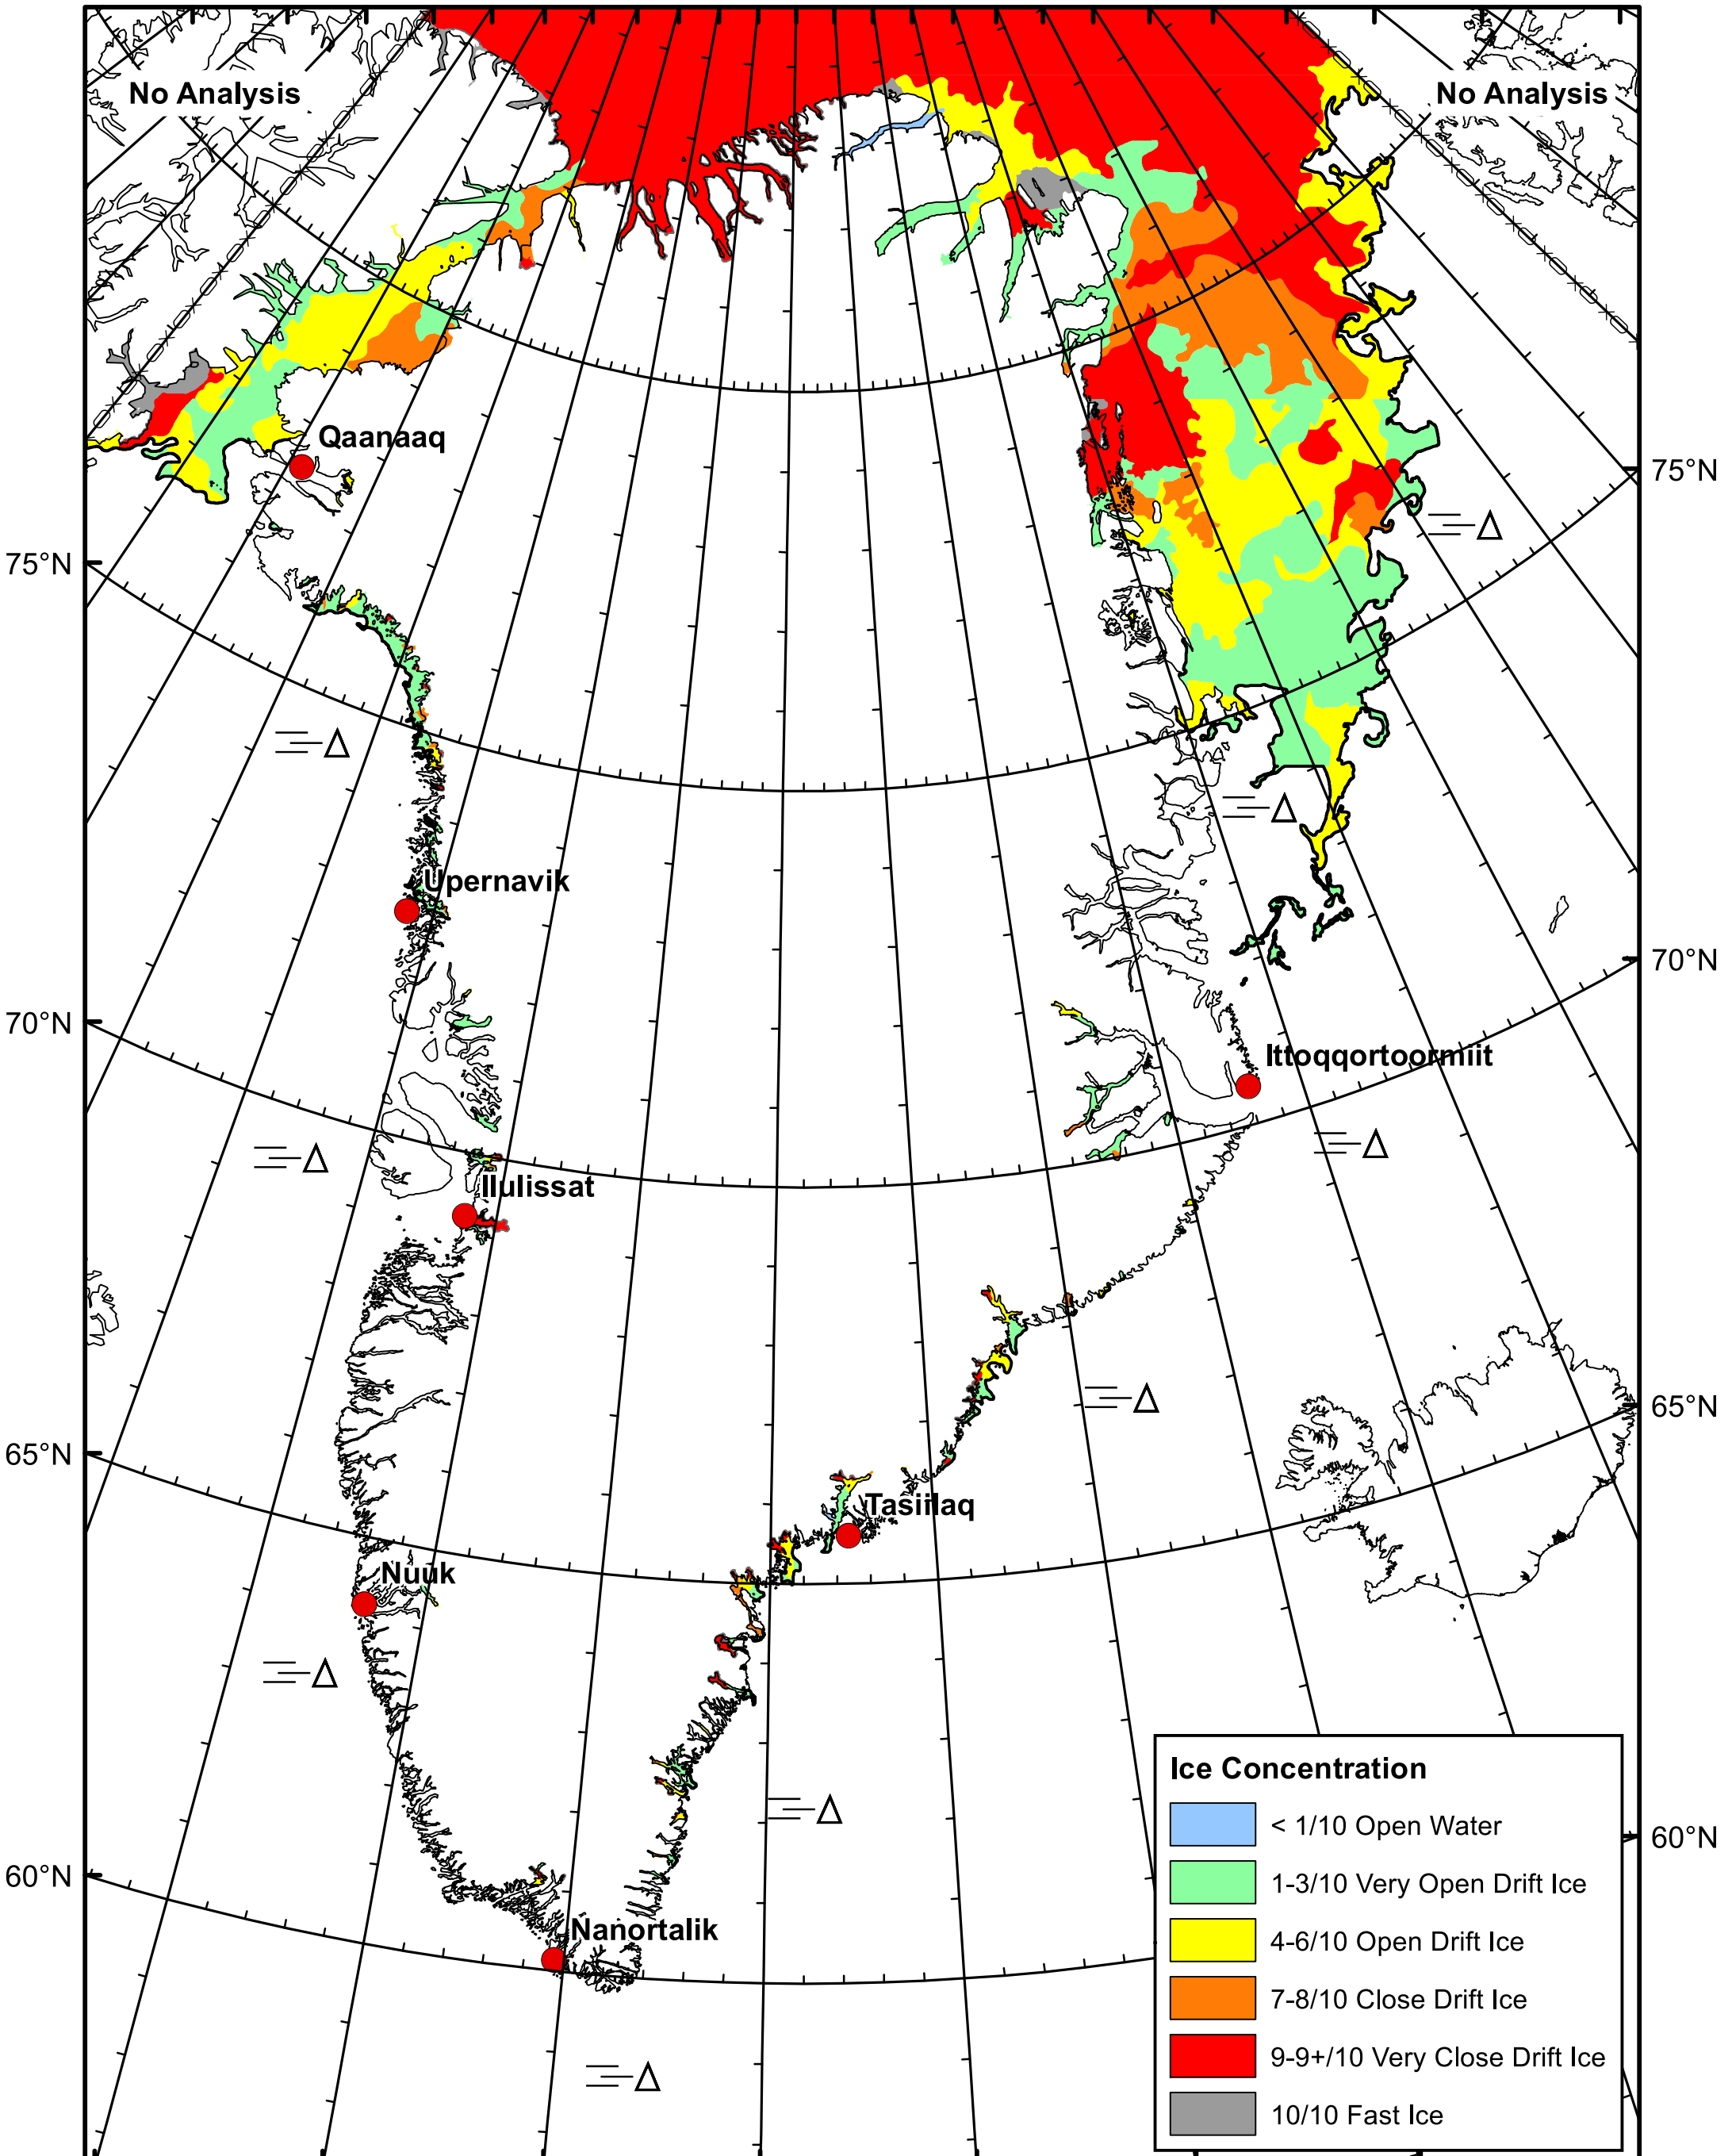 No Analysis
No Analysis
Qaanaaq
75°N
75°N
Upernavik
70°N
70°N
Ittoqqortoormiit
Ilulissat
65°N
65°N
Tasiilaq
Nuuk
60°N
60°N
Nanortalik
Ice Concentration
< 1/10 Open Water
1-3/10 Very Open Drift Ice
4-6/10 Open Drift Ice
7-8/10 Close Drift Ice
9-9+/10 Very Close Drift Ice
10/10 Fast Ice